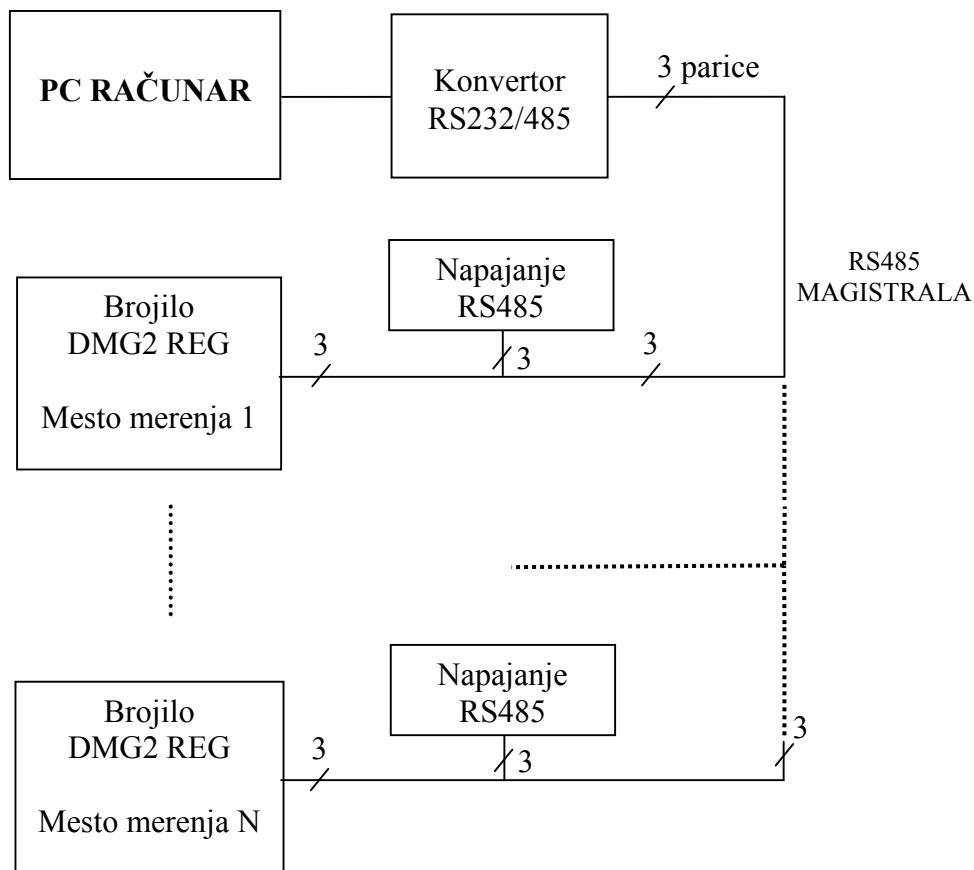 PC RAČUNAR
Konvertor
RS232/485
3 parice
RS485
MAGISTRALA
Napajanje
RS485
Brojilo
DMG2 REG
Mesto merenja 1
3
3
3
Napajanje
RS485
Brojilo
DMG2 REG
Mesto merenja N
3
3
3